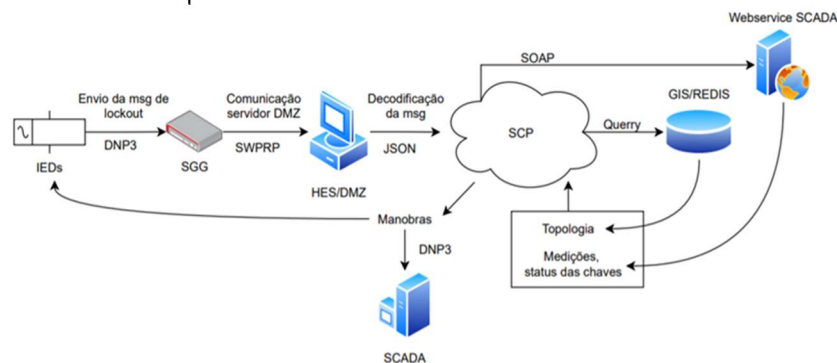 Webservice SCADA
SOAP
Envio da msg de
lockout
DNP3
IEDs
SGG
Comunicação
servidor DMZ
SWPRP
HES/DMZ
Decodificação
da msg
JSON
SCP
Querry
GIS/REDIS
Manobras
DNP3
SCADA
Topologia
Medições,
status das chaves